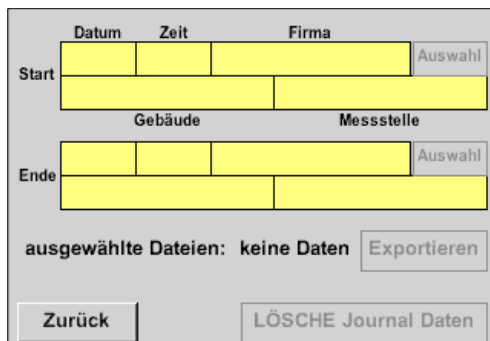 Datum Zeit Firma
Start Auswahl
Gebäude Messstelle
Ende Auswahl
ausgewählte Dateien: keine Daten Exportieren
Zurück LÖSCHE Journal Daten